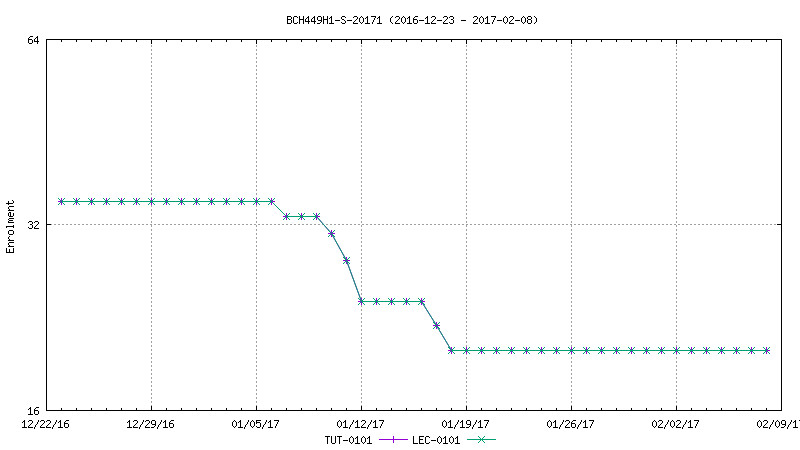 BCH449H1-S-20171 (2016-12-23 - 2017-02-08)
64
32
16
Enrolment
12/22/16 12/29/16 01/05/17 01/12/17 01/19/17 01/26/17 02/02/17 02/09/1
TUT-0101 LEC-0101